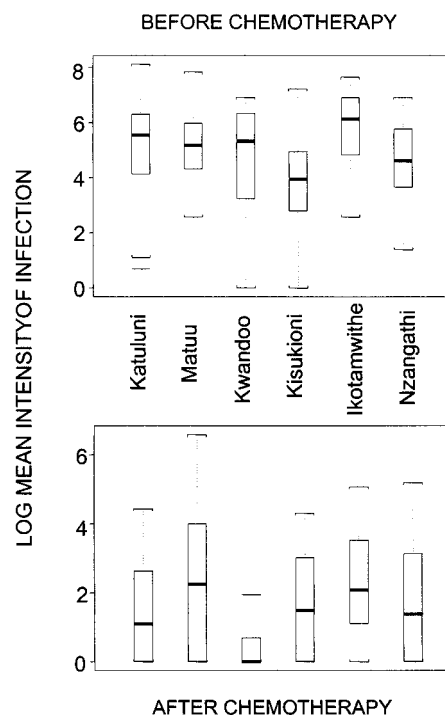 BEFORE CHEMOTHERAPY
8
6
4
2
0
LOG MEAN INTENSITYOF INFECTION
Katuluni
Matuu
Kwandoo
Kisukioni
Ikotamwithe
Nzangathi
6
4
2
0
AFTER CHEMOTHERAPY